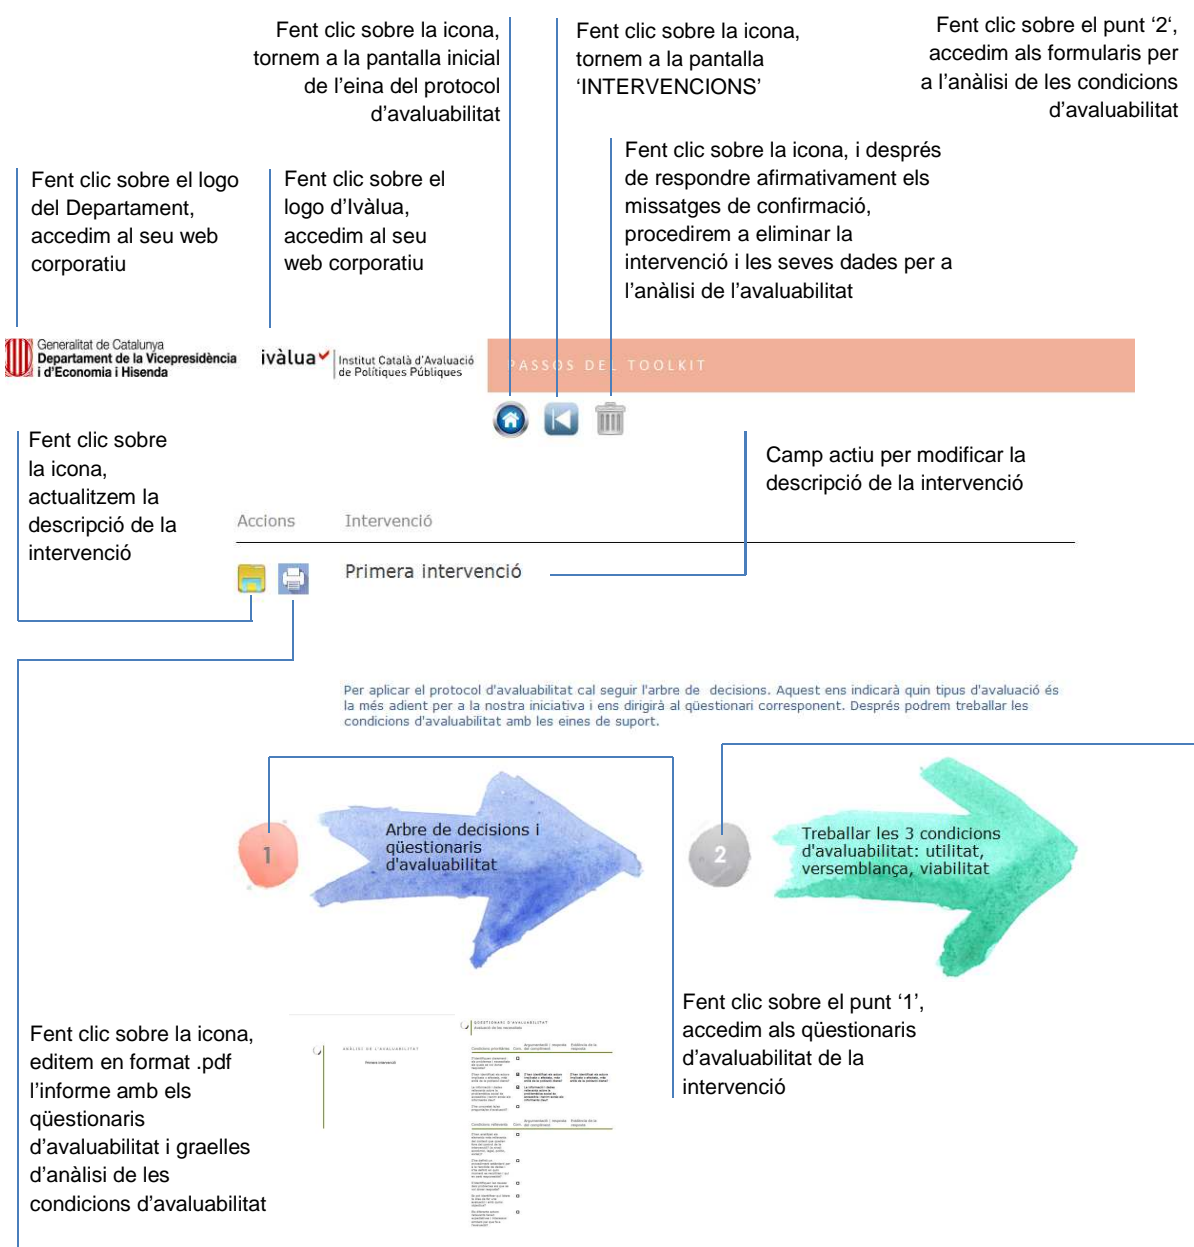 Fent clic sobre la icona,
tornem a la pantalla inicial
de l’eina del protocol
d’avaluabilitat
Fent clic sobre la icona,
tornem a la pantalla
‘INTERVENCIONS’
Fent clic sobre el punt ‘2‘,
accedim als formularis per
a l’anàlisi de les condicions
d’avaluabilitat
Fent clic sobre el logo
del Departament,
accedim al seu web
corporatiu
Fent clic sobre el
logo d’Ivàlua,
accedim al seu
web corporatiu
Fent clic sobre la icona, i després
de respondre afirmativament els
missatges de confirmació,
procedirem a eliminar la
intervenció i les seves dades per a
l’anàlisi de l’avaluabilitat
Generalitat de Catalunya
Departament de la Vicepresidència
i d'Economia i Hisenda
ivàlua
Institut Català d'Avaluació
de Polítiques Públiques
PASSOS DEL TOOLKIT
Fent clic sobre
la icona,
actualitzem la
descripció de la
intervenció
Camp actiu per modificar la
descripció de la intervenció
Accions Intervenció
Primera intervenció
Per aplicar el protocol d'avaluabilitat cal seguir l'arbre de decisions. Aquest ens indicarà quin tipus d'avaluació és
la més adient per a la nostra iniciativa i ens dirigirà al qüestionari corresponent. Després podrem treballar les
condicions d'avaluabilitat amb les eines de suport.
1
Arbre de decisions i
qüestionaris
d'avaluabilitat
2
Treballar les 3 condicions
d'avaluabilitat: utilitat,
versemblança, viabilitat
Fent clic sobre el punt ‘1’,
accedim als qüestionaris
d’avaluabilitat de la
intervenció
Fent clic sobre la icona,
editem en format .pdf
l’informe amb els
qüestionaris
d’avaluabilitat i graelles
d’anàlisi de les
condicions d’avaluabilitat
ANÀLISI DE L'AVALUABILITAT
Primera intervenció
QÜESTIONARI D'AVALUABILITAT